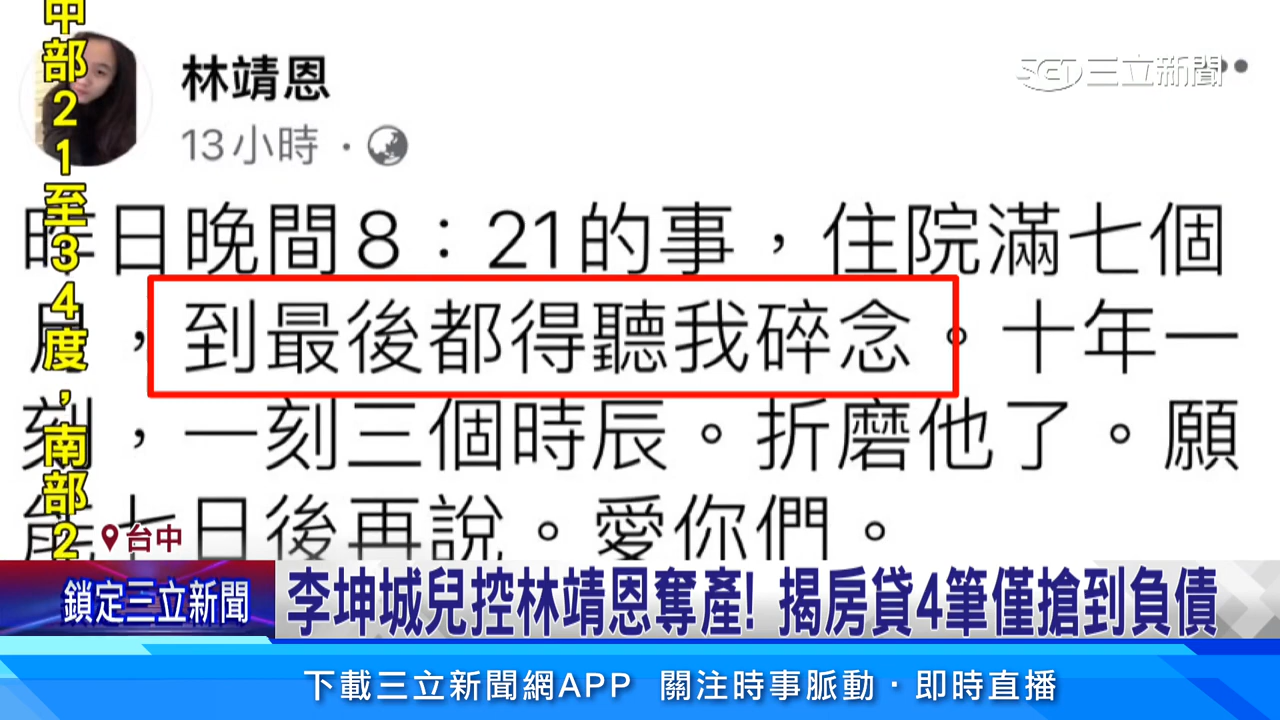 中部21至34度，南部2
林靖恩
SET三立新聞
13小時·
昨日晚間8：21的事，住院滿七個
月，到最後都得聽我碎念。十年一
刻，一刻三個時辰。折磨他了。願
七日後再說。愛你們。
台中
鎖定三立新聞
李坤城兒控林靖恩奪產! 揭房貸4筆僅搶到負債
下載三立新聞網APP 關注時事脈動·即時直播